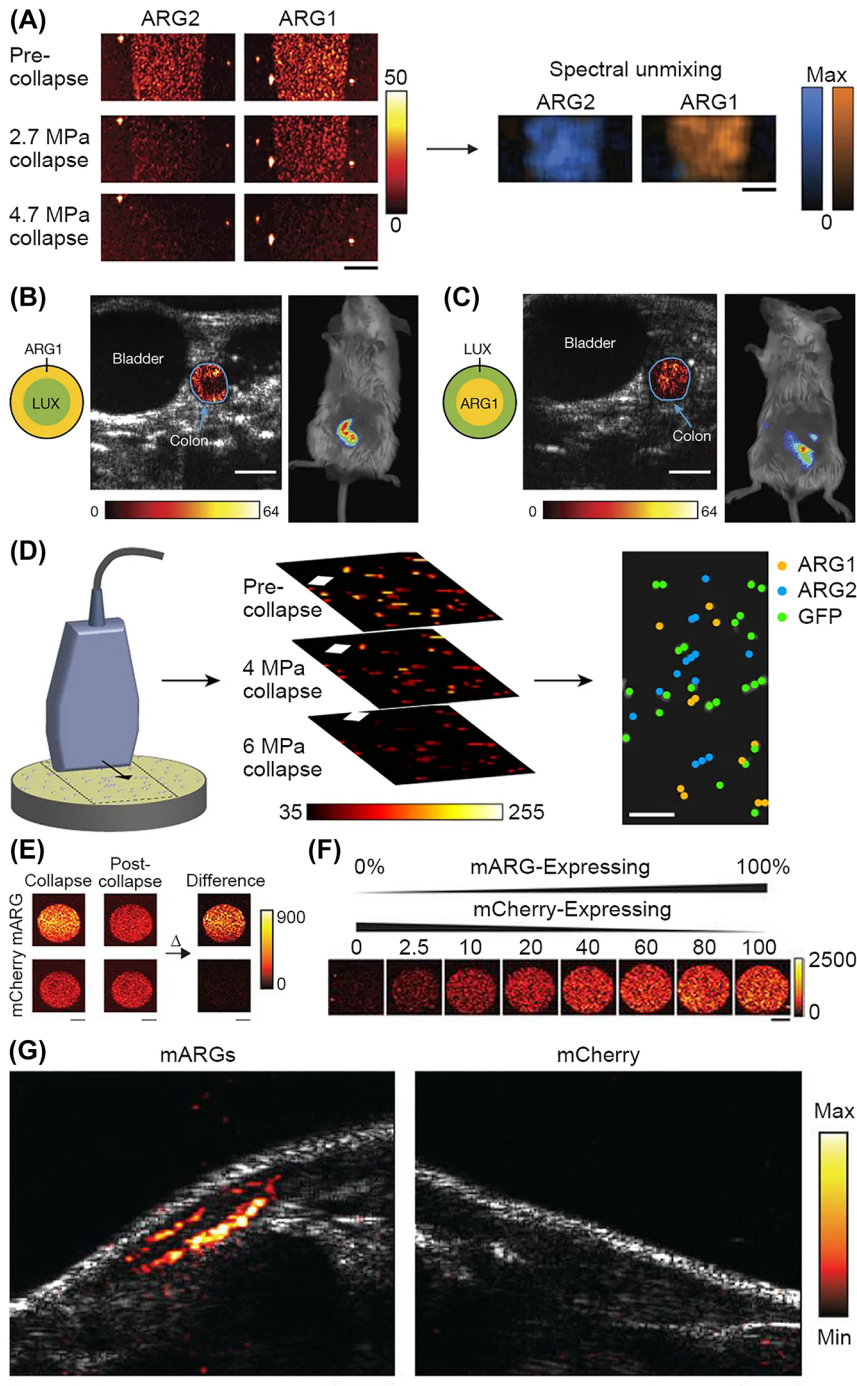 (A)
ARG2
ARG1
Pre-
collapse
2.7 MPa
collapse
4.7 MPa
collapse
50
0
Spectral unmixing
ARG2
ARG1
Max
0
(B)
ARG1
LUX
Bladder
Colon
0
64
(C)
LUX
ARG1
Bladder
Colon
0
64
(D)
Pre-
collapse
4 MPa
collapse
6 MPa
collapse
35
255
ARG1
ARG2
GFP
(E)
Collapse
Post-
collapse
Difference
mCherry mARG
Δ
900
0
(F)
0%
mARG-Expressing
100%
mCherry-Expressing
0 2.5 10 20 40 60 80 100
2500
0
(G)
mARGs
mCherry
Max
Min